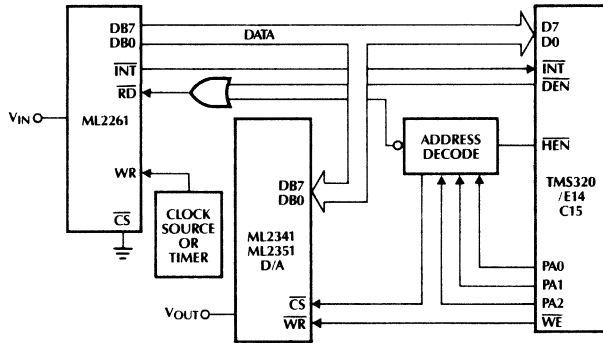 DB7
DB0
DATA
D7
D0
INT
INT
RD
DEN
VIN
ML2261
ADDRESS
DECODE
HEN
WR
DB7
DB0
TMS320
/E14
C15
CLOCK
SOURCE
OR
TIMER
CS
ML2341
ML2351
D/A
PA0
PA1
PA2
VOUT
CS
WR
WE